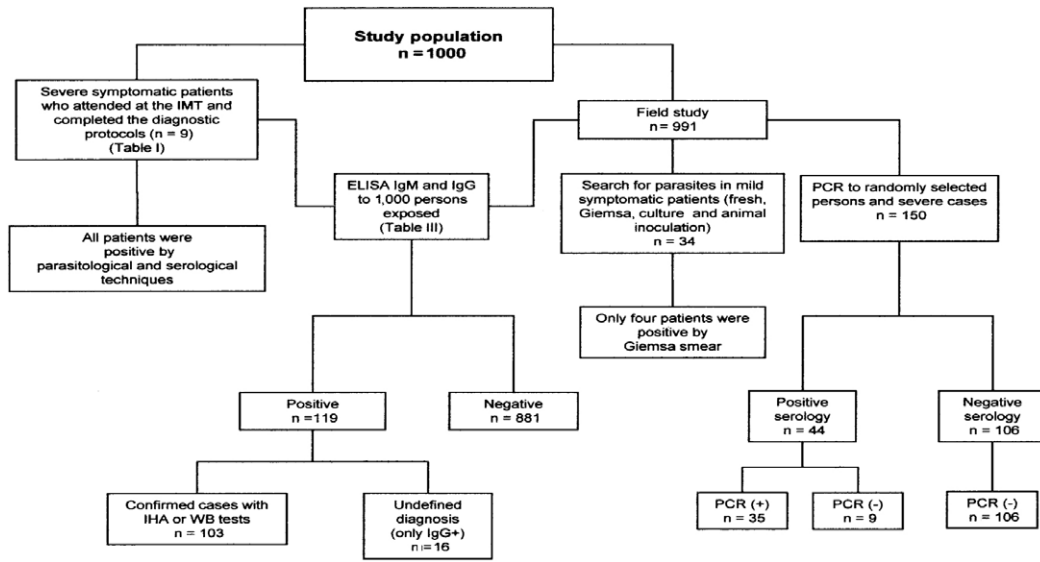 Study population
n = 1000
Severe symptomatic patients
who attended at the IMT and
completed the diagnostic
protocols (n = 9)
(Table I)
Field study
n = 991
ELISA IgM and IgG
to 1,000 persons
exposed
(Table III)
Search for parasites in mild
symptomatic patients (fresh,
Giemsa, culture and animal
inoculation)
n = 34
PCR to randomly selected
persons and severe cases
n = 150
All patients were
positive by
parasitological and serological
techniques
Only four patients were
positive by
Giemsa smear
Positive
n =119
Negative
n = 881
Positive
serology
n = 44
Negative
serology
n = 106
Confirmed cases with
IHA or WB tests
n = 103
Undefined
diagnosis
(only IgG+)
n = 16
PCR (+)
n = 35
PCR (-)
n = 9
PCR (-)
n = 106